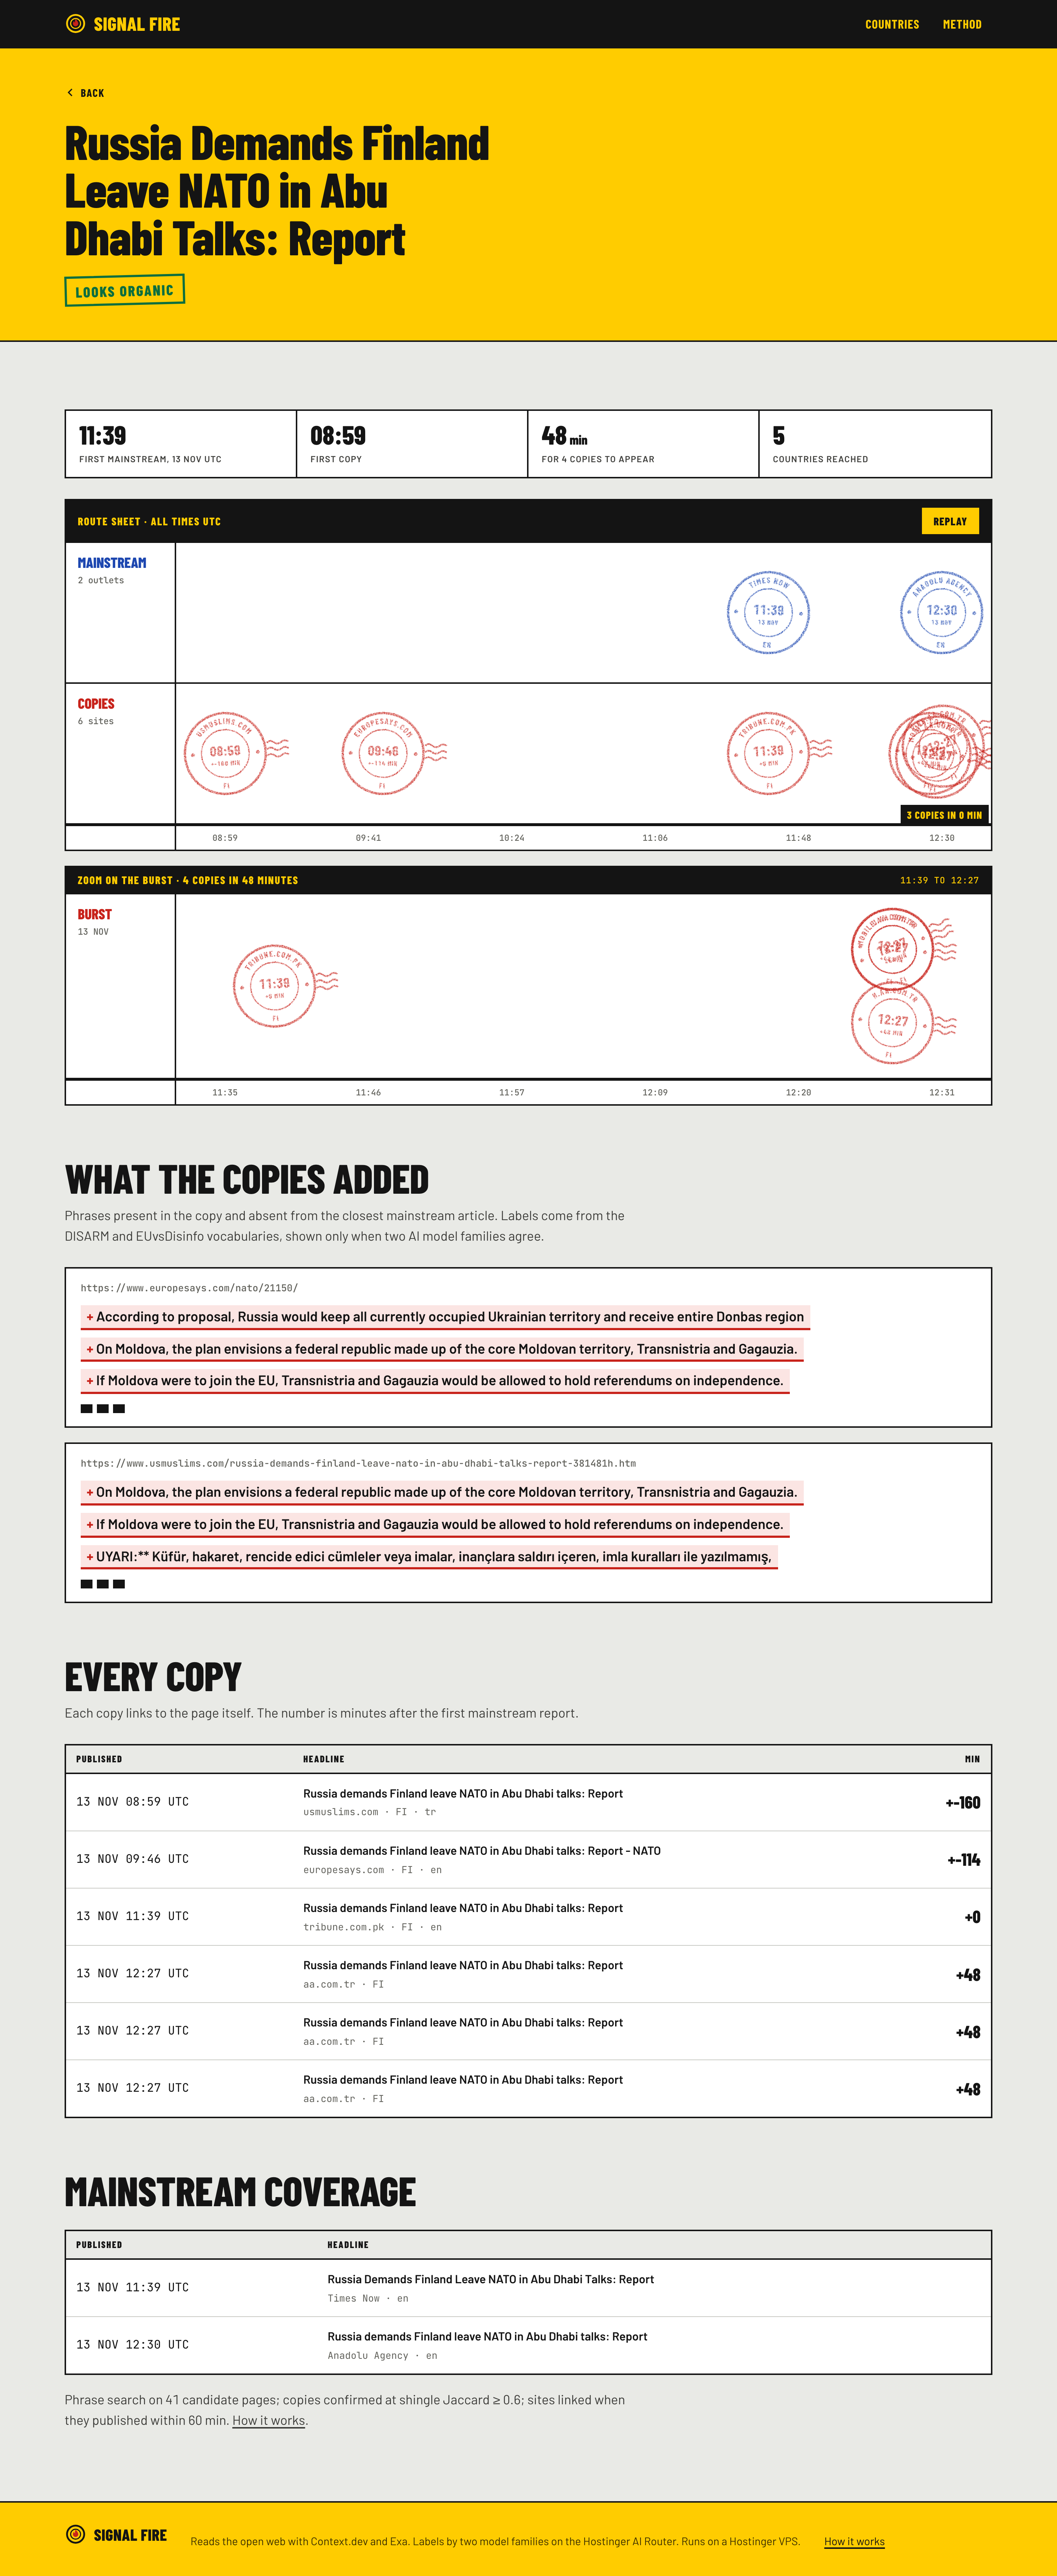 SIGNAL FIRE
COUNTRIES METHOD
BACK
Russia Demands Finland
Leave NATO in Abu
Dhabi Talks: Report
LOOKS ORGANIC
11:39
FIRST MAINSTREAM, 13 NOV UTC
08:59
FIRST COPY
48 min
FOR 4 COPIES TO APPEAR
5
COUNTRIES REACHED
ROUTE SHEET · ALL TIMES UTC
REPLAY
MAINSTREAM
2 outlets
TIMES NOW
11:39
13 NOV
EN
ANADOLU AGENCY
12:30
13 NOV
EN
COPIES
6 sites
USMUSLIMS.COM
08:59
+-160 MIN
FI
EUROPESAYS.COM
09:46
+-114 MIN
FI
TRIBUNE.COM.PK
11:39
+0 MIN
FI
12:27
3 COPIES IN 0 MIN
08:59 09:41 10:24 11:06 11:48 12:30
ZOOM ON THE BURST · 4 COPIES IN 48 MINUTES
11:39 TO 12:27
BURST
13 NOV
TRIBUNE.COM.PK
11:39
+0 MIN
FI
12:27
12:27
+48 MIN
FI
11:35 11:46 11:57 12:09 12:20 12:31
WHAT THE COPIES ADDED
Phrases present in the copy and absent from the closest mainstream article. Labels come from the
DISARM and EUvsDisinfo vocabularies, shown only when two AI model families agree.
https://www.europesays.com/nato/21150/
+ According to proposal, Russia would keep all currently occupied Ukrainian territory and receive entire Donbas region
+ On Moldova, the plan envisions a federal republic made up of the core Moldovan territory, Transnistria and Gagauzia.
+ If Moldova were to join the EU, Transnistria and Gagauzia would be allowed to hold referendums on independence.
https://www.usmuslims.com/russia-demands-finland-leave-nato-in-abu-dhabi-talks-report-381481h.htm
+ On Moldova, the plan envisions a federal republic made up of the core Moldovan territory, Transnistria and Gagauzia.
+ If Moldova were to join the EU, Transnistria and Gagauzia would be allowed to hold referendums on independence.
+ UYARI:** Küfür, hakaret, rencide edici cümleler veya imalar, inançlara saldırı içeren, imla kuralları ile yazılmamış,
EVERY COPY
Each copy links to the page itself. The number is minutes after the first mainstream report.
PUBLISHED HEADLINE MIN
Russia demands Finland leave NATO in Abu Dhabi talks: Report
13 NOV 08:59 UTC +-160
usmuslims.com · FI · tr
Russia demands Finland leave NATO in Abu Dhabi talks: Report - NATO
13 NOV 09:46 UTC +-114
europesays.com · FI · en
Russia demands Finland leave NATO in Abu Dhabi talks: Report
13 NOV 11:39 UTC +0
tribune.com.pk · FI · en
Russia demands Finland leave NATO in Abu Dhabi talks: Report
13 NOV 12:27 UTC +48
aa.com.tr · FI
Russia demands Finland leave NATO in Abu Dhabi talks: Report
13 NOV 12:27 UTC +48
aa.com.tr · FI
Russia demands Finland leave NATO in Abu Dhabi talks: Report
13 NOV 12:27 UTC +48
aa.com.tr · FI
MAINSTREAM COVERAGE
PUBLISHED HEADLINE
Russia Demands Finland Leave NATO in Abu Dhabi Talks: Report
13 NOV 11:39 UTC
Times Now · en
Russia demands Finland leave NATO in Abu Dhabi talks: Report
13 NOV 12:30 UTC
Anadolu Agency · en
Phrase search on 41 candidate pages; copies confirmed at shingle Jaccard ≥ 0.6; sites linked when
they published within 60 min. How it works.
SIGNAL FIRE
Reads the open web with Context.dev and Exa. Labels by two model families on the Hostinger AI Router. Runs on a Hostinger VPS. How it works